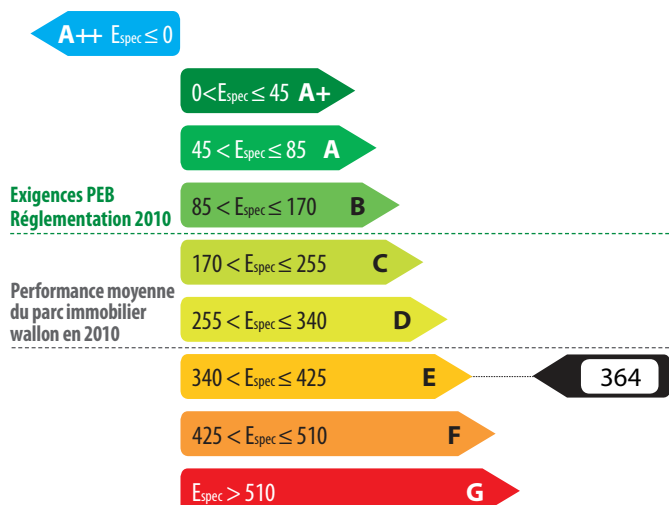 A++ Espec ≤ 0
0 < Espec ≤ 45 A+
45 < Espec ≤ 85 A
Exigences PEB
Réglementation 2010
85 < Espec ≤ 170 B
170 < Espec ≤ 255 C
Performance moyenne
du parc immobilier
wallon en 2010
255 < Espec ≤ 340 D
340 < Espec ≤ 425 E
364
425 < Espec ≤ 510 F
Espec > 510 G